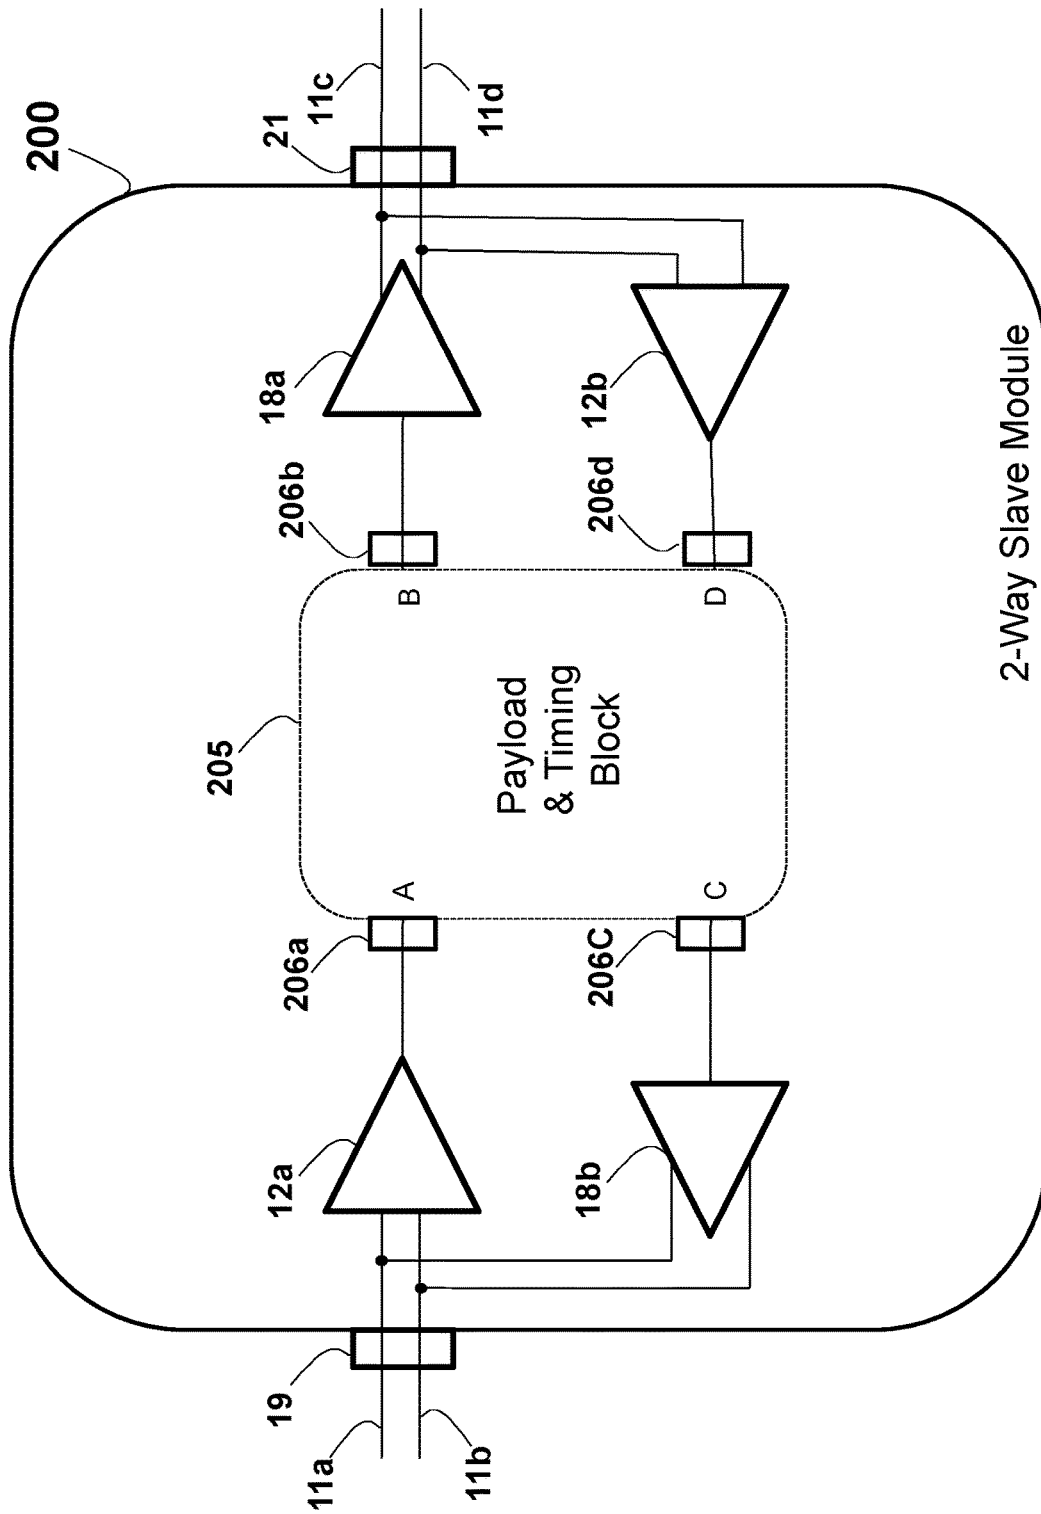 200
11c
11d
21
18a
12b
206b
206d
B
D
205
Payload
& Timing
Block
A
C
206a
206C
12a
18b
19
11a
11b
2-Way Slave Module